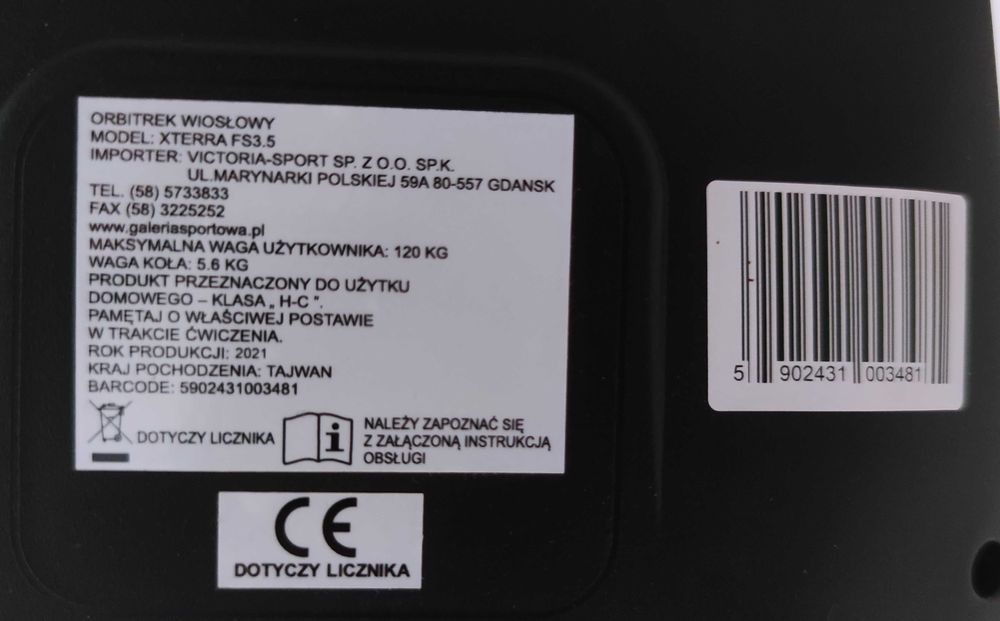 ORBITREK WIOSŁOWY
MODEL: XTERRA FS3.5
IMPORTER: VICTORIA-SPORT SP. Z O.O. SP.K.
UL.MARYNARKI POLSKIEJ 59A 80-557 GDANSK
TEL. (58) 5733833
FAX (58) 3225252
www.galeriasportowa.pl
MAKSYMALNA WAGA UŻYTKOWNIKA: 120 KG
WAGA KOŁA: 5.6 KG
PRODUKT PRZEZNACZONY DO UŻYTKU
DOMOWEGO – KLASA „ H-C ”.
PAMĘTAJ O WŁAŚCIWEJ POSTAWIE
W TRAKCIE ĆWICZENIA.
ROK PRODUKCJI: 2021
KRAJ POCHODZENIA: TAJWAN
BARCODE: 5902431003481
DOTYCZY LICZNIKA
NALEŻY ZAPOZNAĆ SIĘ
Z ZAŁĄCZONĄ INSTRUKCJĄ
OBSŁUGI
CE
DOTYCZY LICZNIKA
5 902431 003481